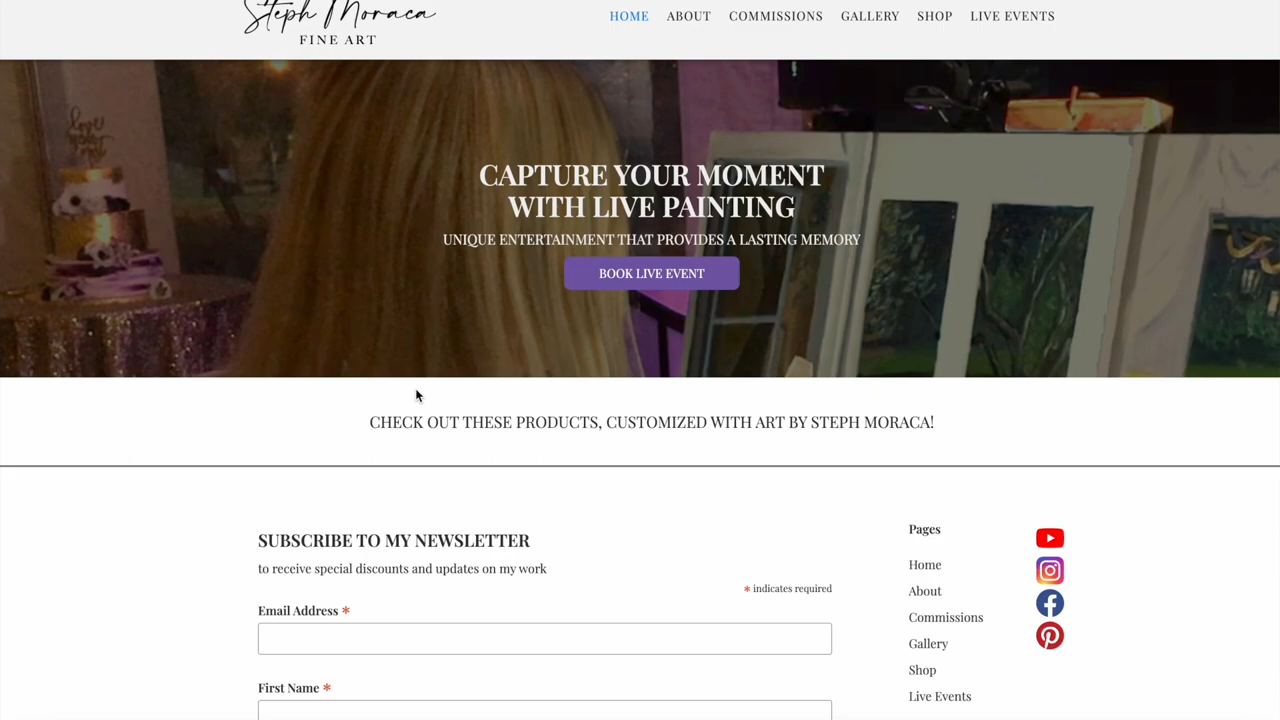 Steph Moraca
FINE ART
HOME ABOUT COMMISSIONS GALLERY SHOP LIVE EVENTS
love
CAPTURE YOUR MOMENT
WITH LIVE PAINTING
UNIQUE ENTERTAINMENT THAT PROVIDES A LASTING MEMORY
BOOK LIVE EVENT
CHECK OUT THESE PRODUCTS, CUSTOMIZED WITH ART BY STEPH MORACA!
SUBSCRIBE TO MY NEWSLETTER
to receive special discounts and updates on my work
* indicates required
Email Address *
First Name *
Pages
Home
About
Commissions
Gallery
Shop
Live Events